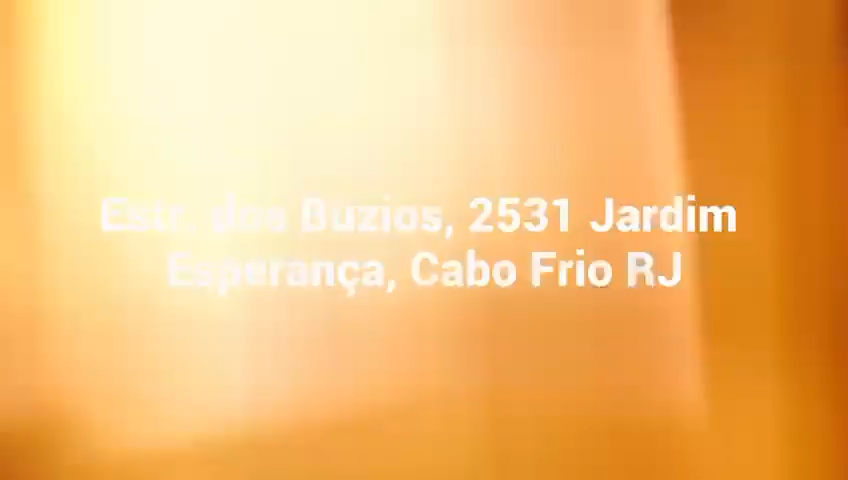 Estr. dos Buzios, 2531 Jardim
Esperança, Cabo Frio RJ